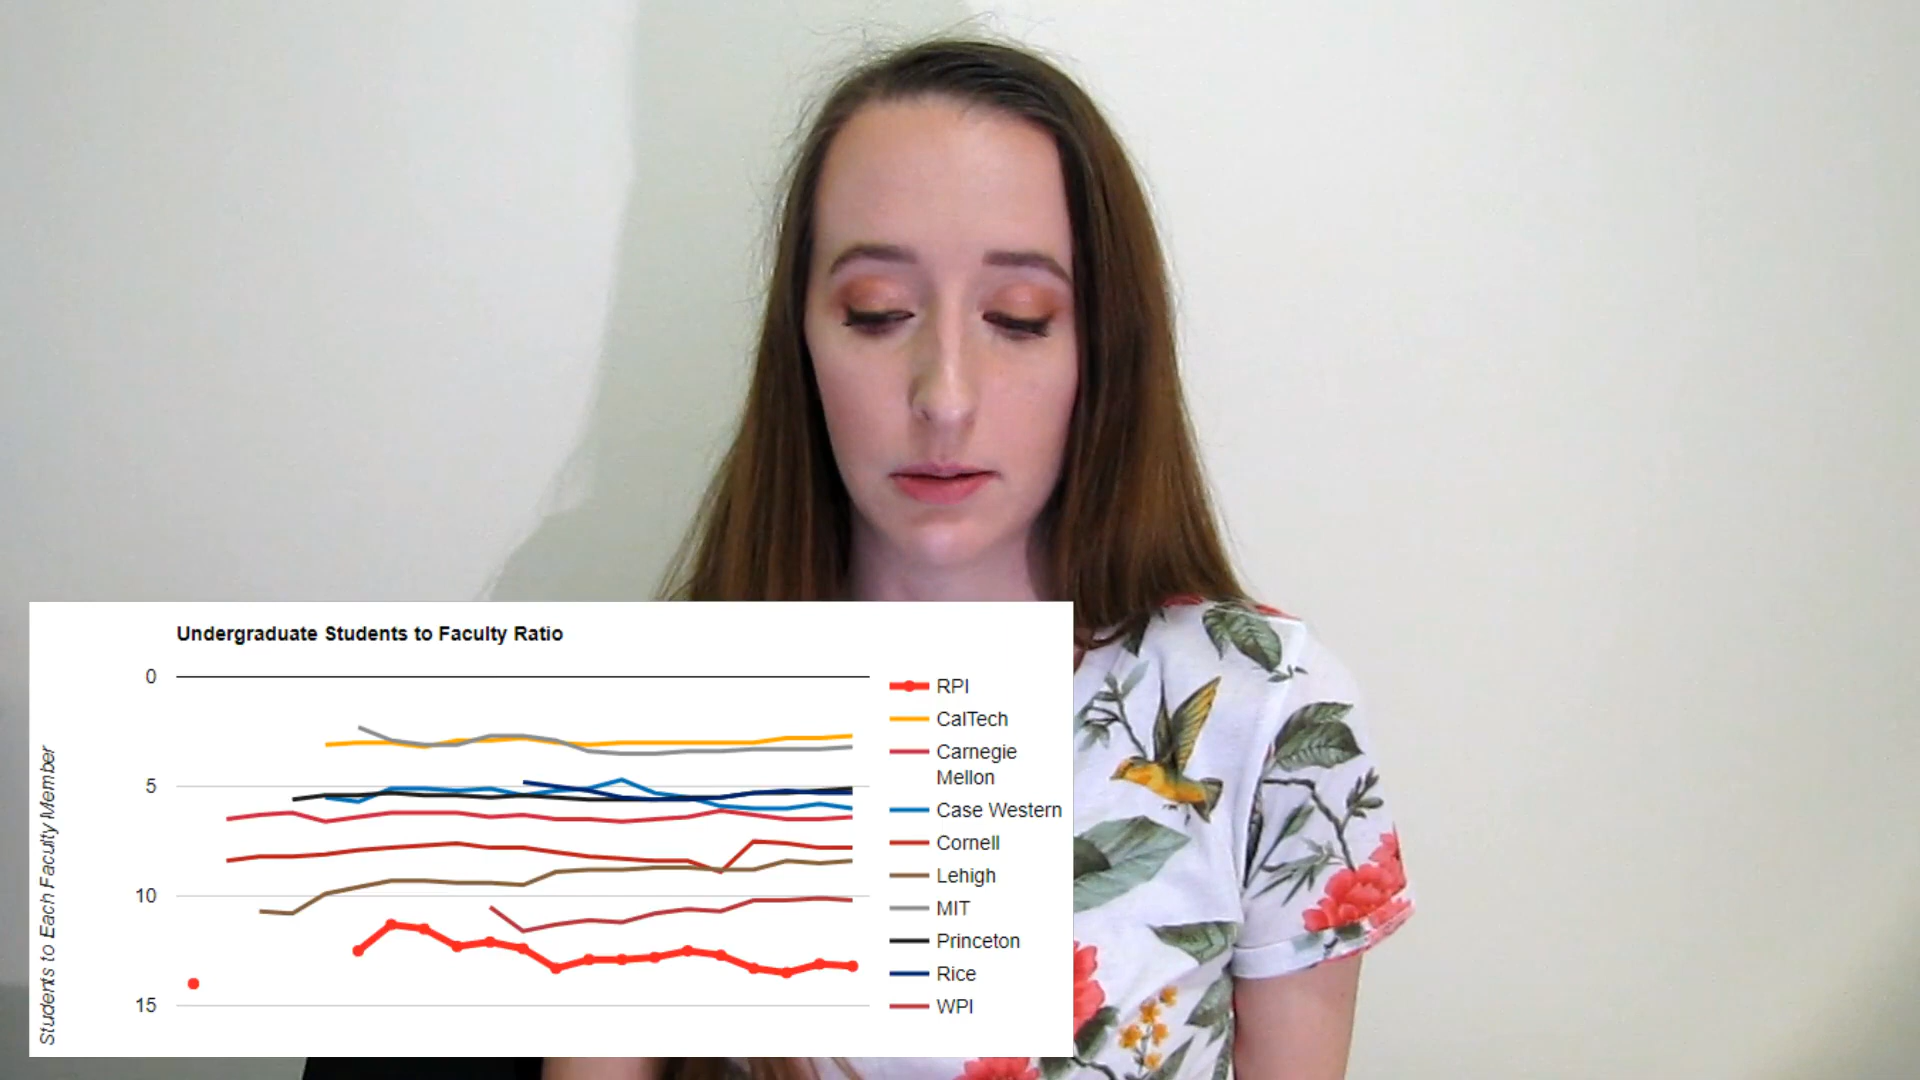 Undergraduate Students to Faculty Ratio
Students to Each Faculty Member
0
5
10
15
RPI
CalTech
Carnegie
Mellon
Case Western
Cornell
Lehigh
MIT
Princeton
Rice
WPI